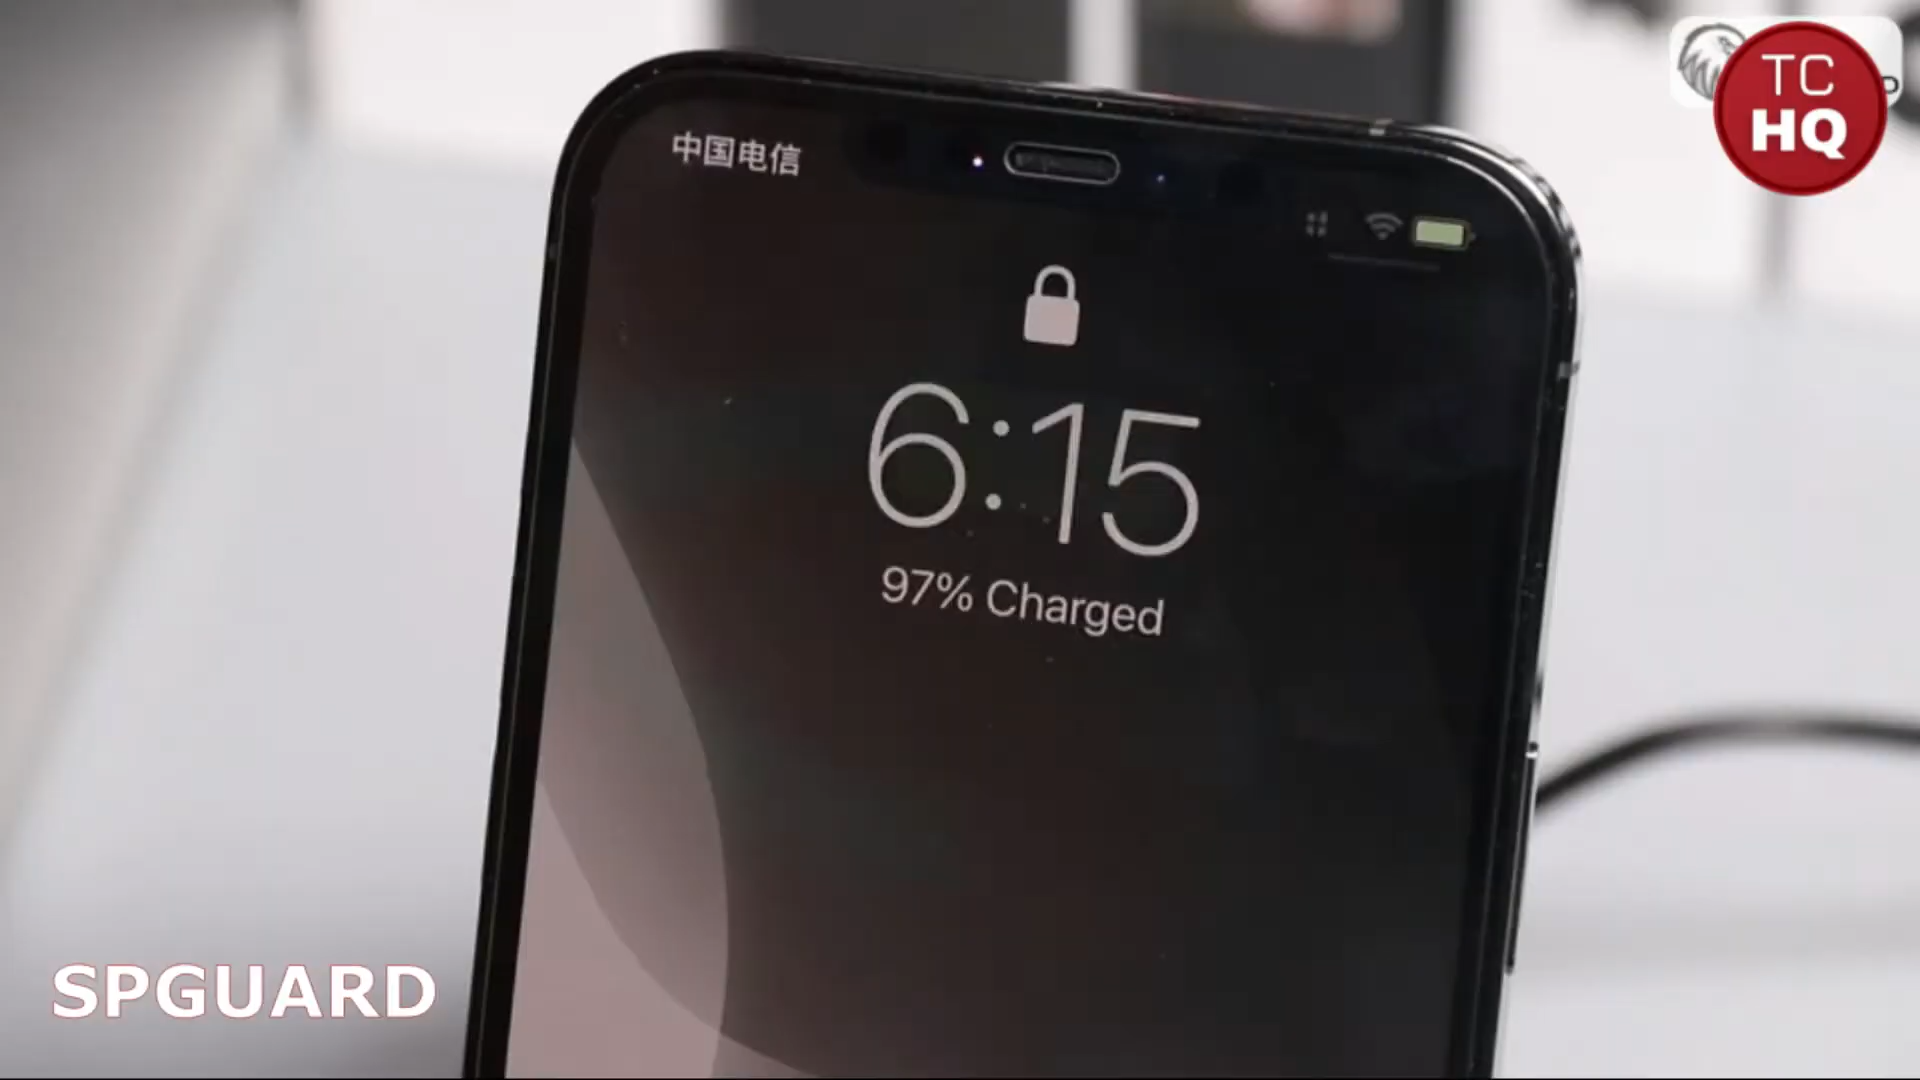 中国电信
TC
HQ
6:15
97% Charged
SPGUARD